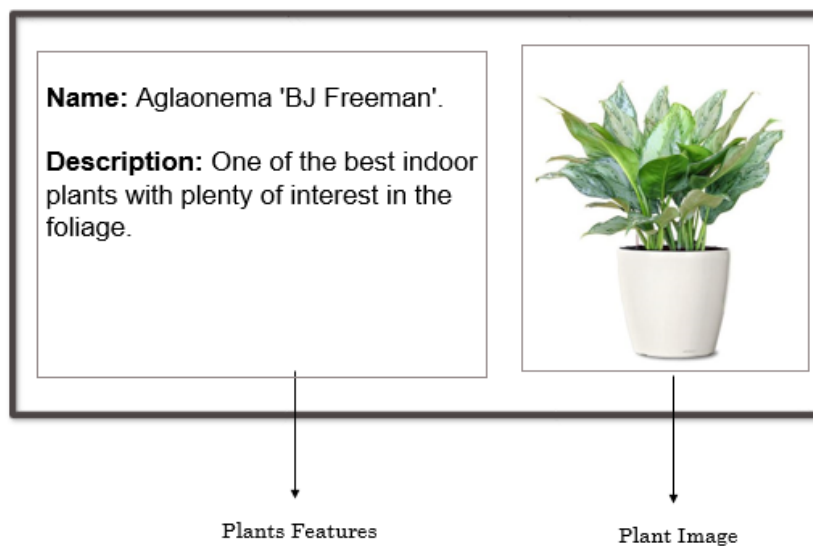 Name: Aglaonema 'BJ Freeman'.
Description: One of the best indoor
plants with plenty of interest in the
foliage.
Plants Features
Plant Image